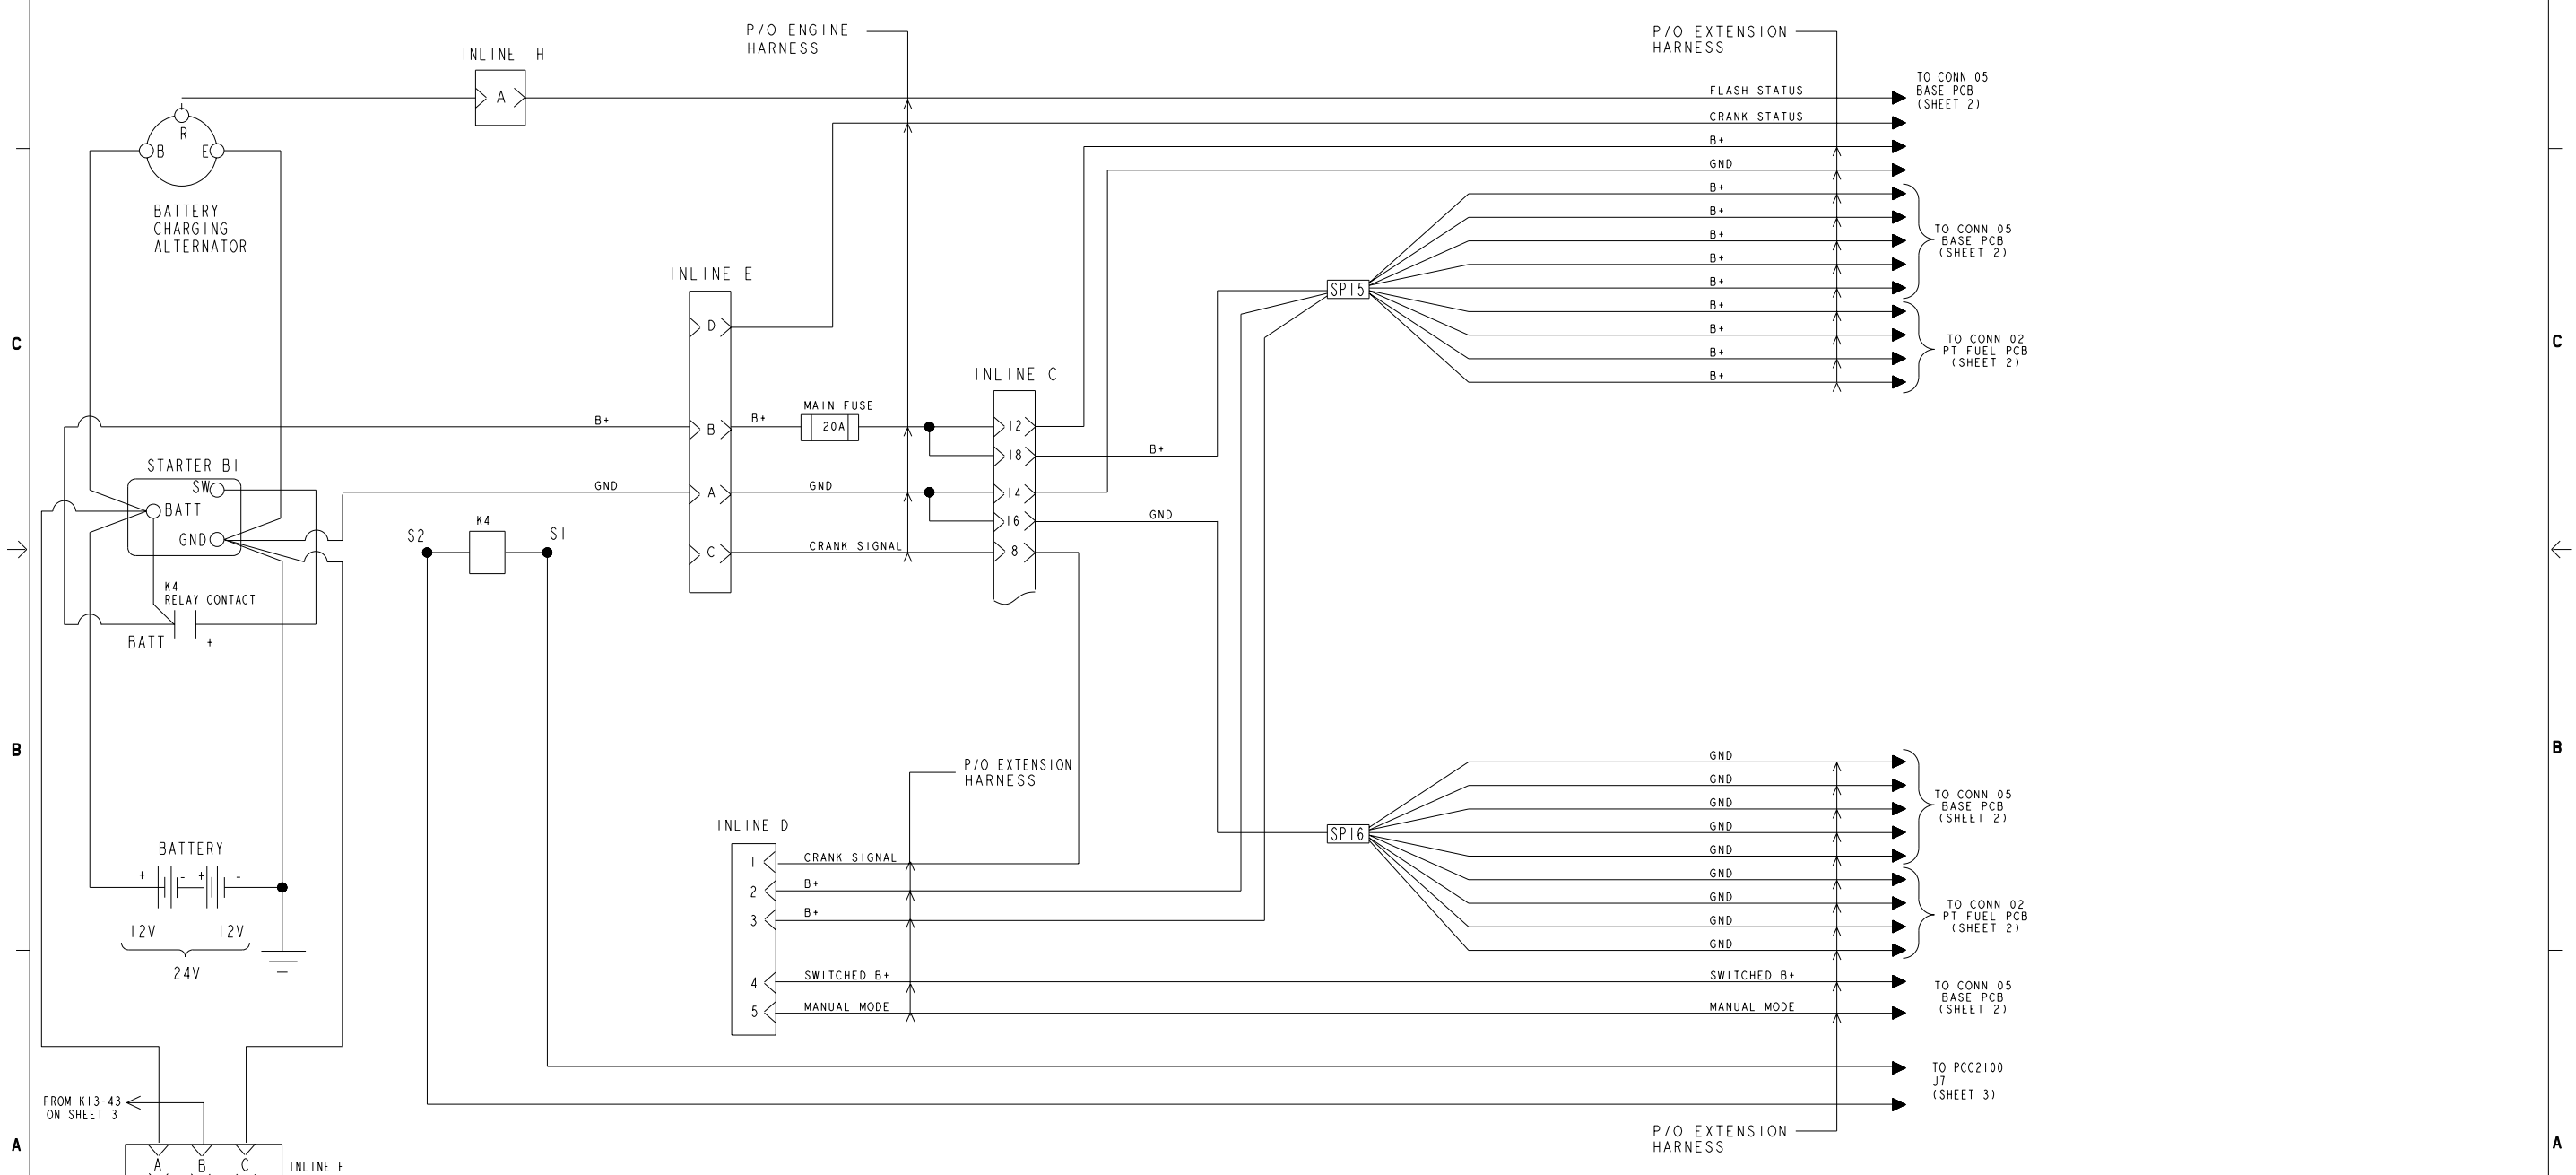 P/O ENGINE
HARNESS
P/O EXTENSION
HARNESS
INLINE H
A
FLASH STATUS
TO CONN 05
BASE PCB
(SHEET 2)
CRANK STATUS
R
B
E
B+
GND
BATTERY
CHARGING
ALTERNATOR
B+
B+
B+
B+
B+
TO CONN 05
BASE PCB
(SHEET 2)
B+
B+
B+
B+
TO CONN 02
PT FUEL PCB
(SHEET 2)
SP15
INLINE E
D
B
A
C
C
C
INLINE C
MAIN FUSE
20A
B+
B+
12
18
14
16
8
B+
GND
GND
GND
CRANK SIGNAL
STARTER B1
SW
BATT
GND
K4
RELAY CONTACT
BATT
+
S2
K4
S1
B
B
P/O EXTENSION
HARNESS
INLINE D
1
2
3
4
5
CRANK SIGNAL
B+
B+
SWITCHED B+
MANUAL MODE
SP16
GND
GND
GND
GND
GND
TO CONN 05
BASE PCB
(SHEET 2)
GND
GND
GND
GND
TO CONN 02
PT FUEL PCB
(SHEET 2)
SWITCHED B+
MANUAL MODE
TO CONN 05
BASE PCB
(SHEET 2)
BATTERY
+ - + -
12V 12V
24V
TO PCC2100
J7
(SHEET 3)
FROM K13-43
ON SHEET 3
P/O EXTENSION
HARNESS
A
A
A B C
INLINE F